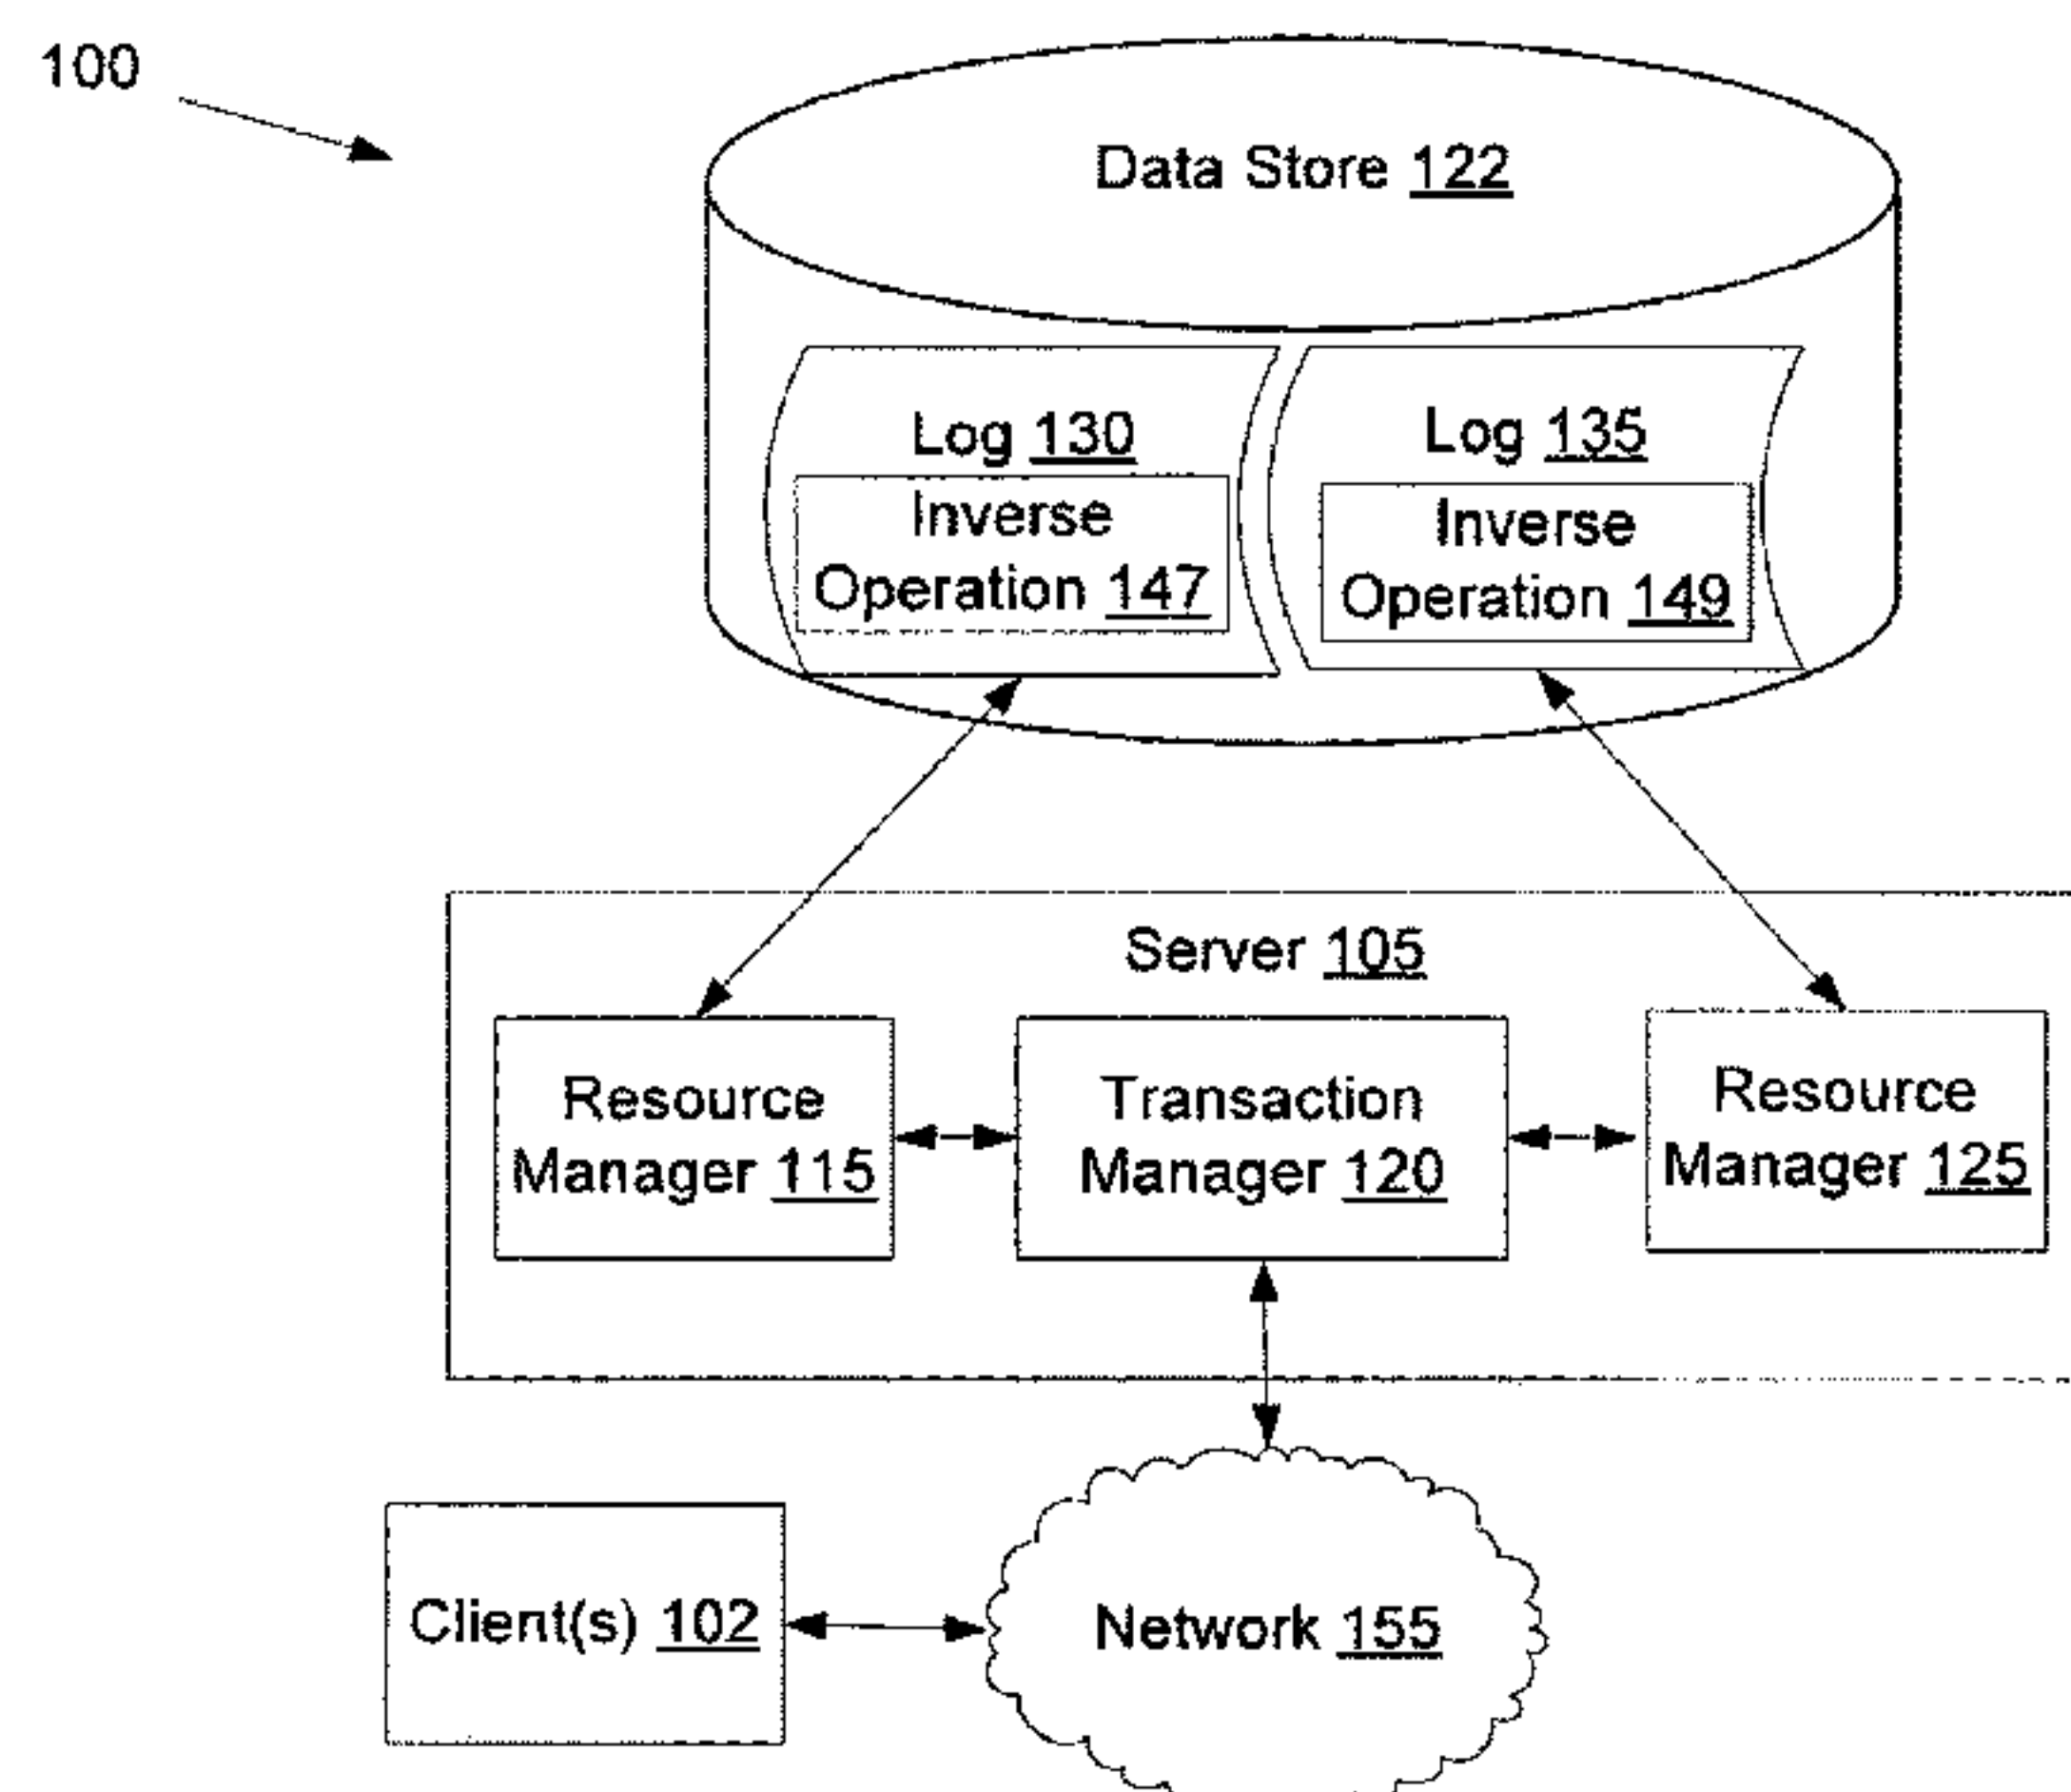 100
Data Store 122
Log 130
Inverse
Operation 147
Log 135
Inverse
Operation 149
Server 105
Resource
Manager 115
Transaction
Manager 120
Resource
Manager 125
Client(s) 102
Network 155